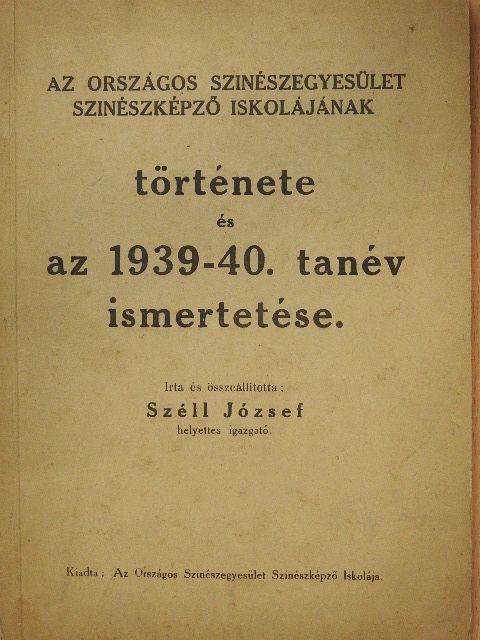 AZ ORSZÁGOS SZINÉSZEGYESÜLET
SZINÉSZKÉPZŐ ISKOLÁJÁNAK
története
és
az 1939-40. tanév
ismertetése.
Irta és összeállitotta :
Széll József
helyettes igazgató.
Kiadta : Az Országos Szinészegyesület Szinészképző Iskolája.